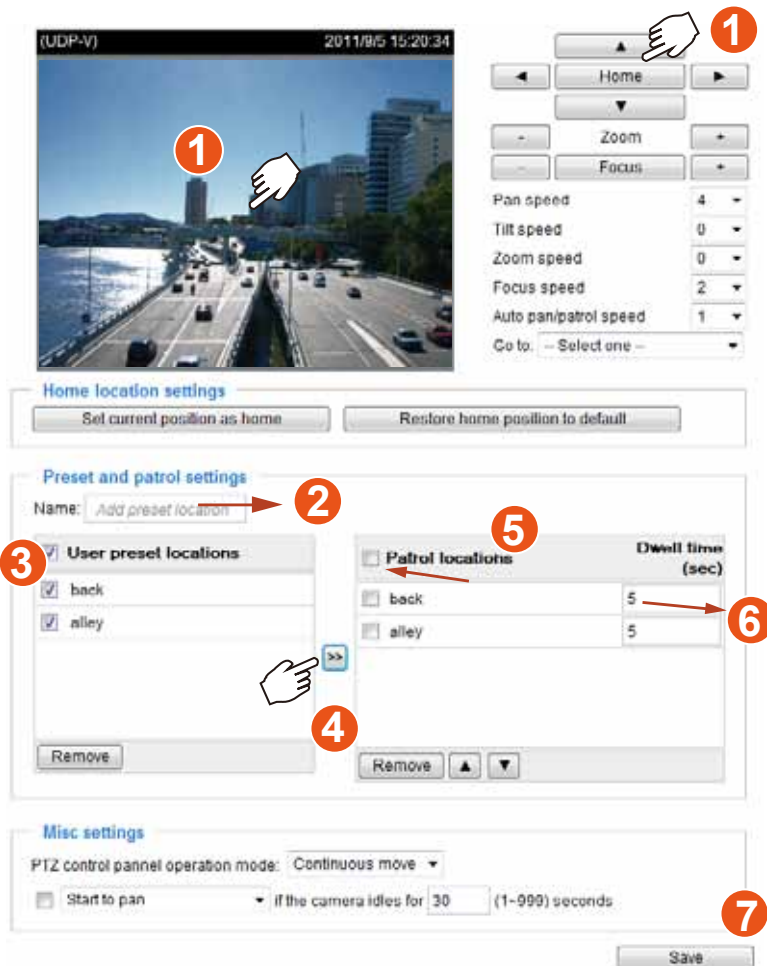 (UDP-V) 2011/9/5 15:20:34
1
1
▲
◄ Home ►
▼
- Zoom +
- Focus +
Pan speed 4
Tilt speed 0
Zoom speed 0
Focus speed 2
Auto pan/patrol speed 1
Go to: -- Select one --
Home location settings
Set current position as home Restore home position to default
Preset and patrol settings
Name: Add preset location 2
3 User preset locations
back
alley
Remove
>>
4
5
Patrol locations Dwell time (sec)
back 5
6
alley 5
Remove ▲ ▼
Misc settings
PTZ control pannel operation mode: Continuous move
Start to pan if the camera idles for 30 (1~999) seconds
7
Save